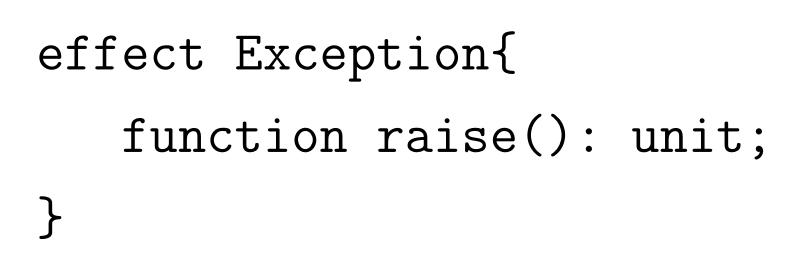 effect Exception{
   function raise(): unit;
}